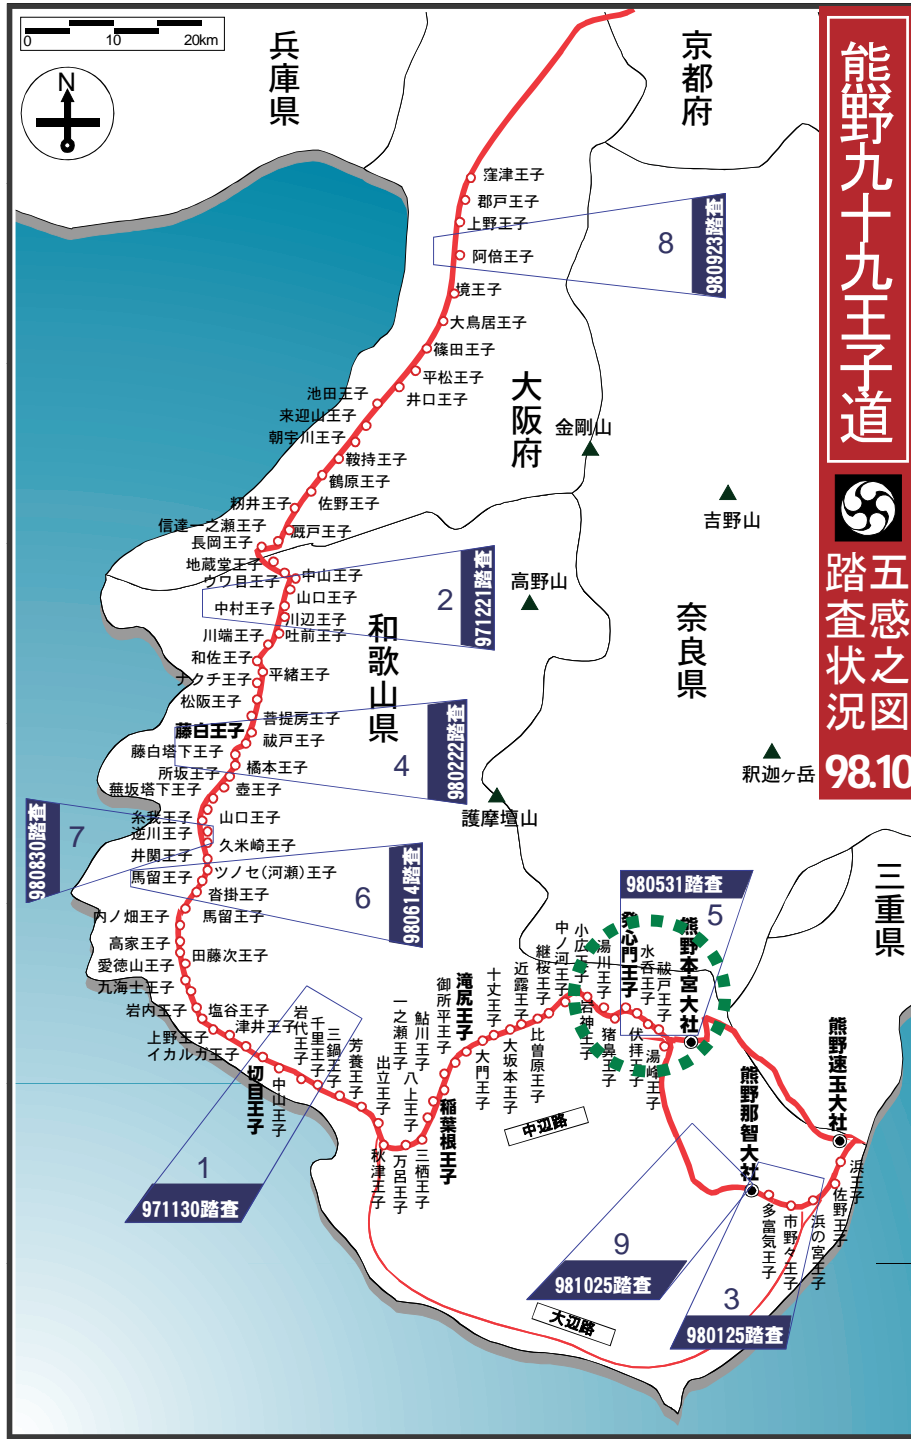 0 10 20km
N
兵庫県
京都府
熊野九十九王子道
五感之図
踏査状況
98.10
窪津王子
郡戸王子
上野王子
阿倍王子
境王子
大鳥居王子
篠田王子
平松王子
井口王子
池田王子
来迎山王子
朝宇川王子
鞍持王子
鶴原王子
佐野王子
籾井王子
厩戸王子
信達一之瀬王子
長岡王子
地蔵堂王子
ウワ目王子
中山王子
山口王子
中村王子
川辺王子
川端王子
吐前王子
和佐王子
平緒王子
ナクチ王子
松阪王子
菩提房王子
藤白王子
祓戸王子
藤白塔下王子
橘本王子
所坂王子
蕪坂塔下王子
壺王子
糸我王子
山口王子
逆川王子
久米崎王子
井関王子
ツノセ(河瀬)王子
馬留王子
沓掛王子
内ノ畑王子
馬留王子
高家王子
田藤次王子
愛徳山王子
九海士王子
岩内王子
塩谷王子
上野王子
津井王子
イカルガ王子
切目王子
中山王子
岩代王子
千里王子
三鍋王子
芳養王子
出立王子
秋津王子
万呂王子
三栖王子
八上王子
稲葉根王子
一之瀬王子
鮎川王子
御所平王子
滝尻王子
大門王子
十丈王子
大坂本王子
近露王子
比曽原王子
継桜王子
中ノ河王子
小広王子
岩神王子
湯川王子
猪鼻王子
発心門王子
水呑王子
伏拝王子
祓戸王子
湯峰王子
熊野本宮大社
熊野那智大社
熊野速玉大社
多富気王子
市野々王子
浜の宮王子
佐野王子
浜王子
大阪府
和歌山県
奈良県
三重県
金剛山
吉野山
高野山
釈迦ヶ岳
護摩壇山
中辺路
大辺路
8
980923踏査
2
971221踏査
4
980222踏査
7
980830踏査
6
980614踏査
5
980531踏査
1
971130踏査
9
981025踏査
3
980125踏査